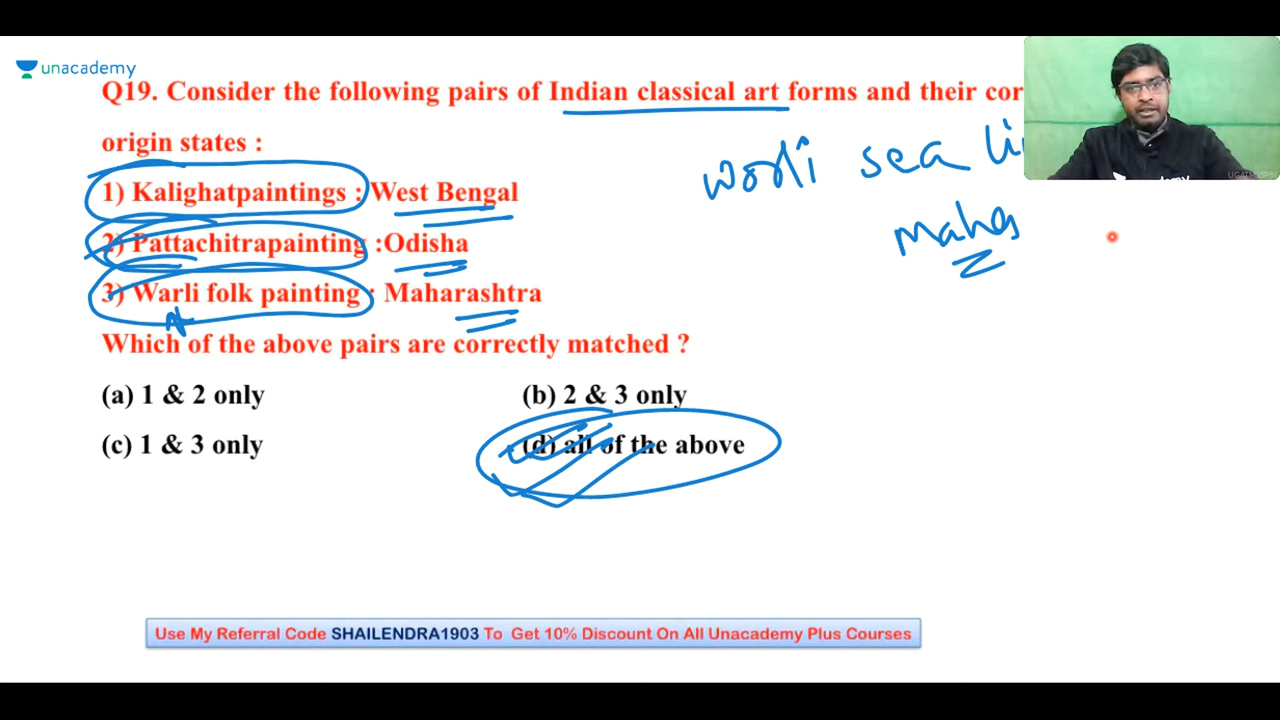 unacademy
Q19. Consider the following pairs of Indian classical art forms and their
origin states :
worli sea
1) Kalighatpaintings : West Bengal
Mahas
2) Pattachitrapainting :Odisha
3) Warli folk painting : Maharashtra
Which of the above pairs are correctly matched ?
(a) 1 & 2 only
(b) 2 & 3 only
(c) 1 & 3 only
(d) all of the above
Use My Referral Code SHAILENDRA1903 To Get 10% Discount On All Unacademy Plus Courses